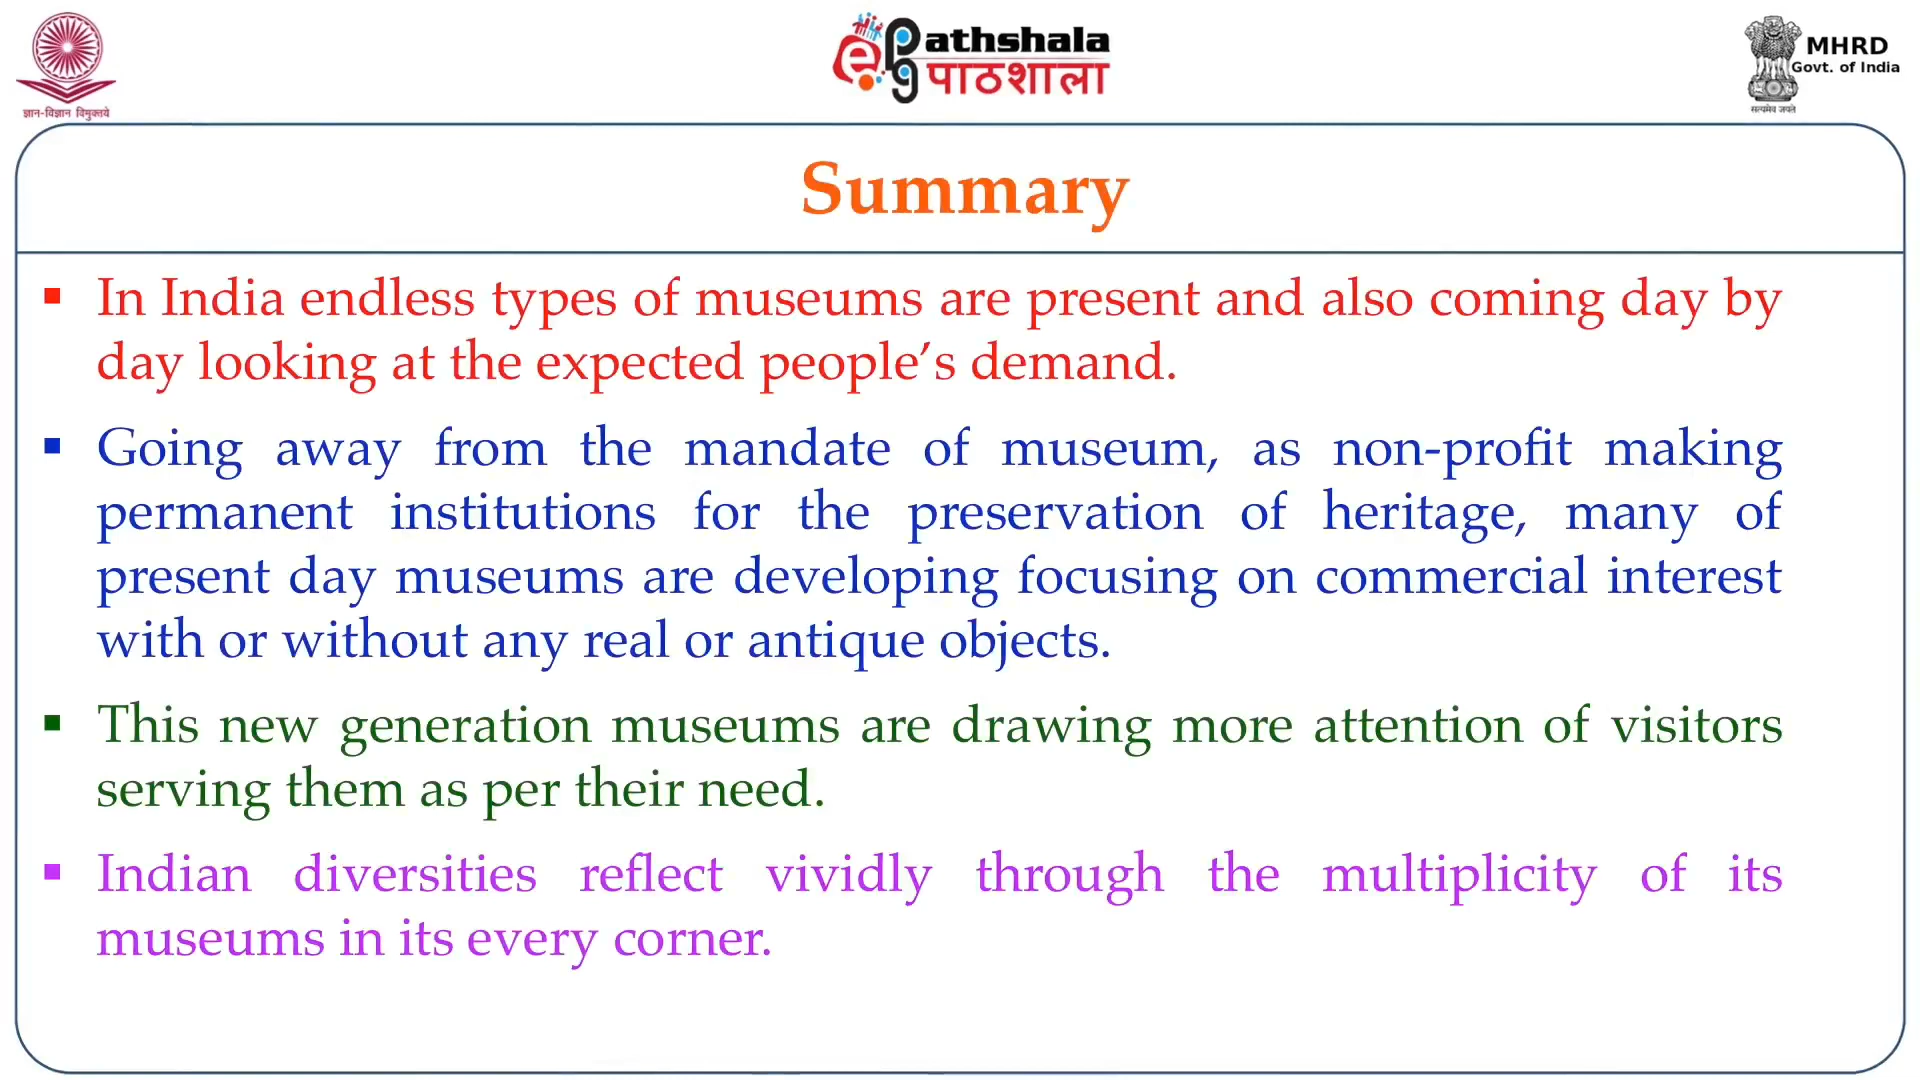 ज्ञान-विज्ञान विमुक्तये
ePG Pathshala
पाठशाला
MHRD
Govt. of India
सत्यमेव जयते
Summary
▪ In India endless types of museums are present and also coming day by
day looking at the expected people’s demand.
▪ Going away from the mandate of museum, as non-profit making
permanent institutions for the preservation of heritage, many of
present day museums are developing focusing on commercial interest
with or without any real or antique objects.
▪ This new generation museums are drawing more attention of visitors
serving them as per their need.
▪ Indian diversities reflect vividly through the multiplicity of its
museums in its every corner.